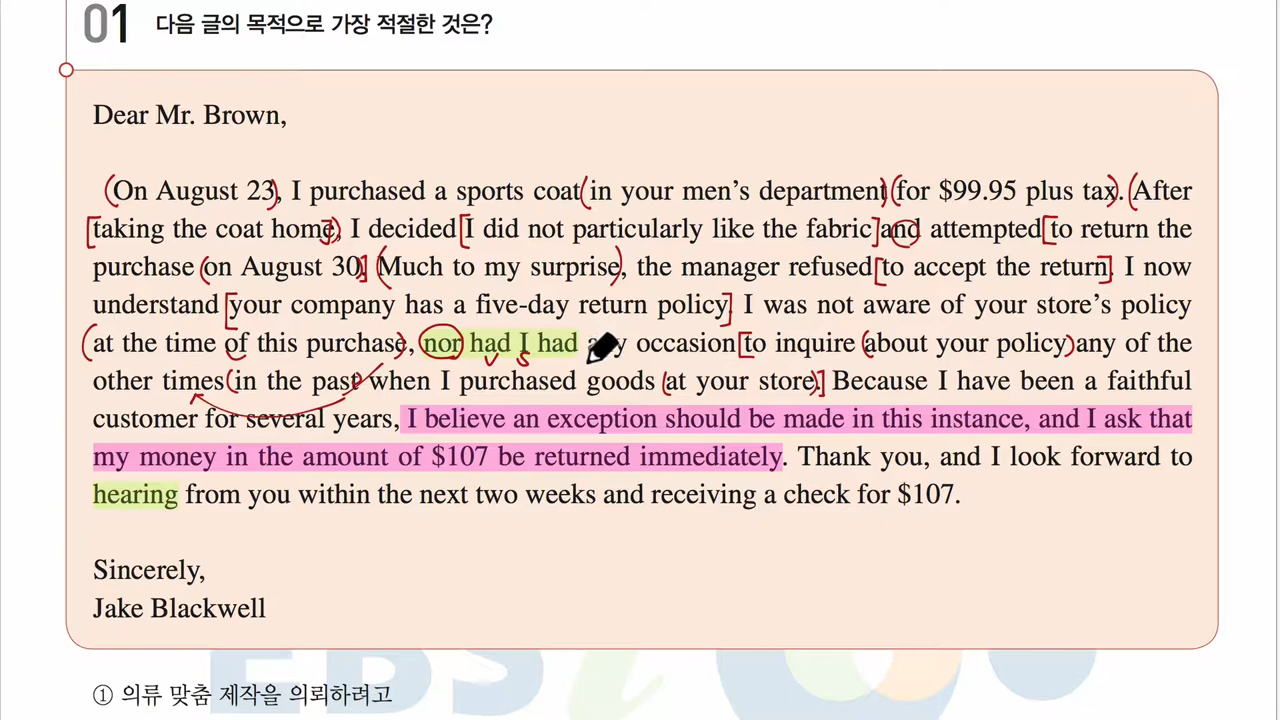 01 다음 글의 목적으로 가장 적절한 것은?
Dear Mr. Brown,
On August 23, I purchased a sports coat in your men's department for $99.95 plus tax. After
taking the coat home, I decided I did not particularly like the fabric and attempted to return the
purchase on August 30. Much to my surprise, the manager refused to accept the return. I now
understand your company has a five-day return policy. I was not aware of your store's policy
at the time of this purchase, nor had I had occasion to inquire about your policy any of the
other times in the past when I purchased goods at your store. Because I have been a faithful
customer for several years, I believe an exception should be made in this instance, and I ask that
my money in the amount of $107 be returned immediately. Thank you, and I look forward to
hearing from you within the next two weeks and receiving a check for $107.
Sincerely,
Jake Blackwell
EBSi
① 의류 맞춤 제작을 의뢰하려고